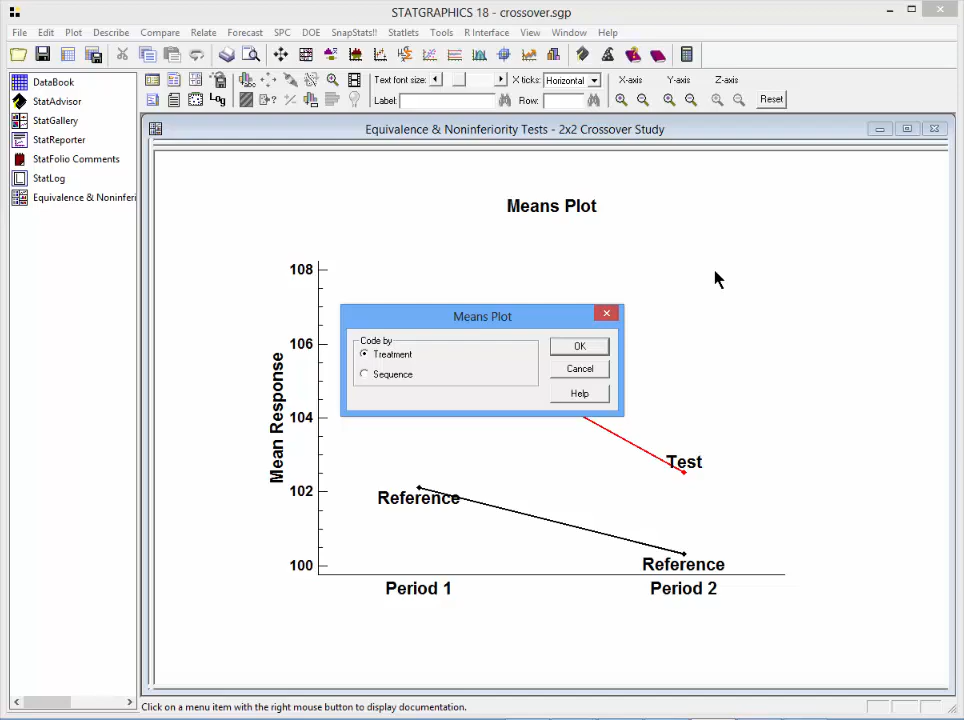 STATGRAPHICS 18 - crossover.sgp
File Edit Plot Describe Compare Relate Forecast SPC DOE SnapStats!! Statlets Tools R Interface View Window Help
Text font size: X ticks: Horizontal X-axis Y-axis Z-axis
Log Label: Row: Reset
DataBook
StatAdvisor
StatGallery
StatReporter
StatFolio Comments
StatLog
Equivalence & Noninferi
Equivalence & Noninferiority Tests - 2x2 Crossover Study
Means Plot
108
106
104
102
100
Mean Response
Means Plot
Code by
Treatment
Sequence
OK
Cancel
Help
Test
Reference
Reference
Period 1 Period 2
Click on a menu item with the right mouse button to display documentation.